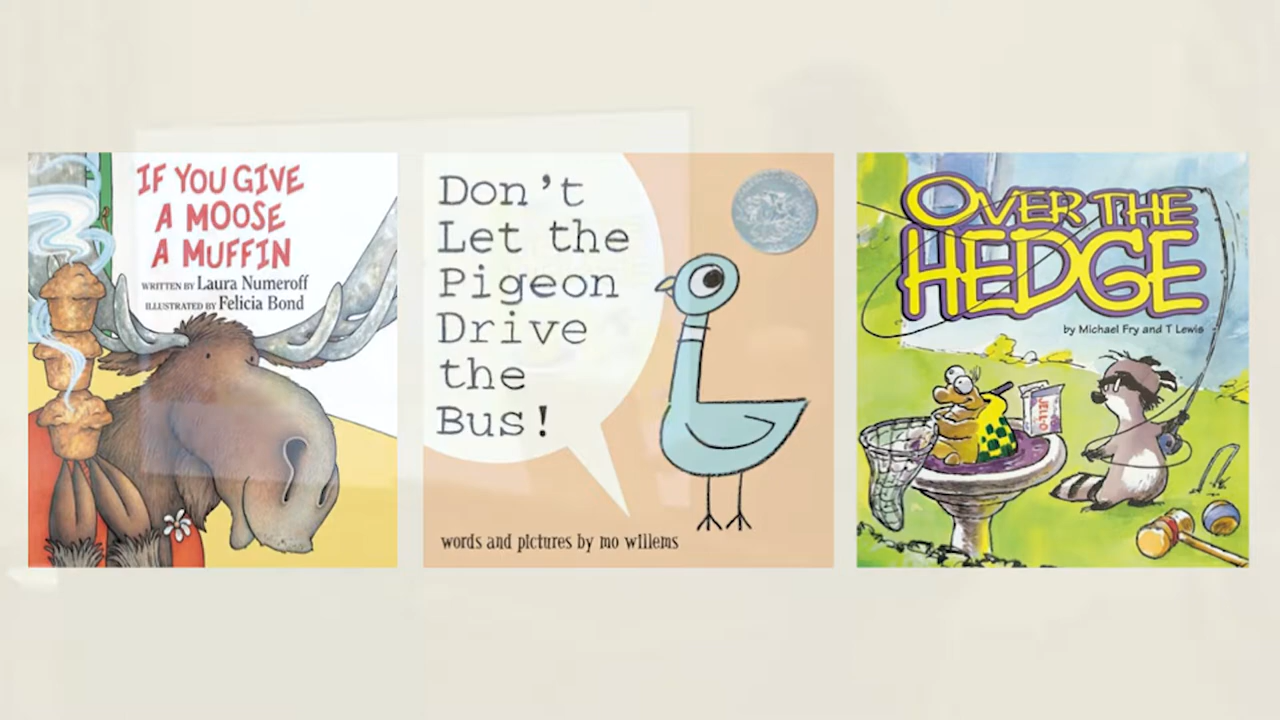 IF YOU GIVE
A MOOSE
A MUFFIN
WRITTEN BY Laura Numeroff
ILLUSTRATED BY Felicia Bond
Don't
Let the
Pigeon
Drive
the
Bus!
words and pictures by mo willems
OVER THE
HEDGE
by Michael Fry and T Lewis
JELL-O